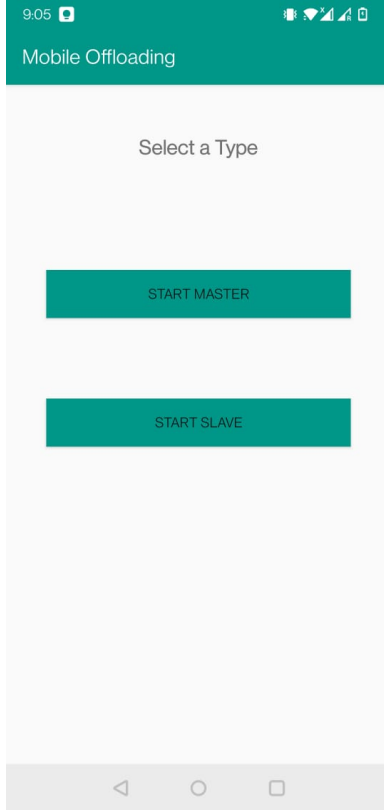 9:05
Mobile Offloading
Select a Type
START MASTER
START SLAVE